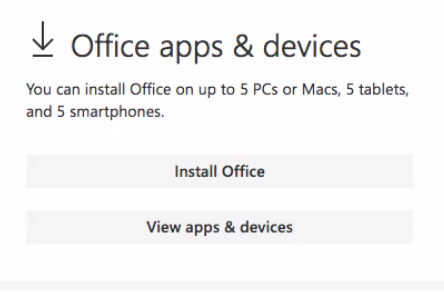 Office apps & devices
You can install Office on up to 5 PCs or Macs, 5 tablets,
and 5 smartphones.
Install Office
View apps & devices